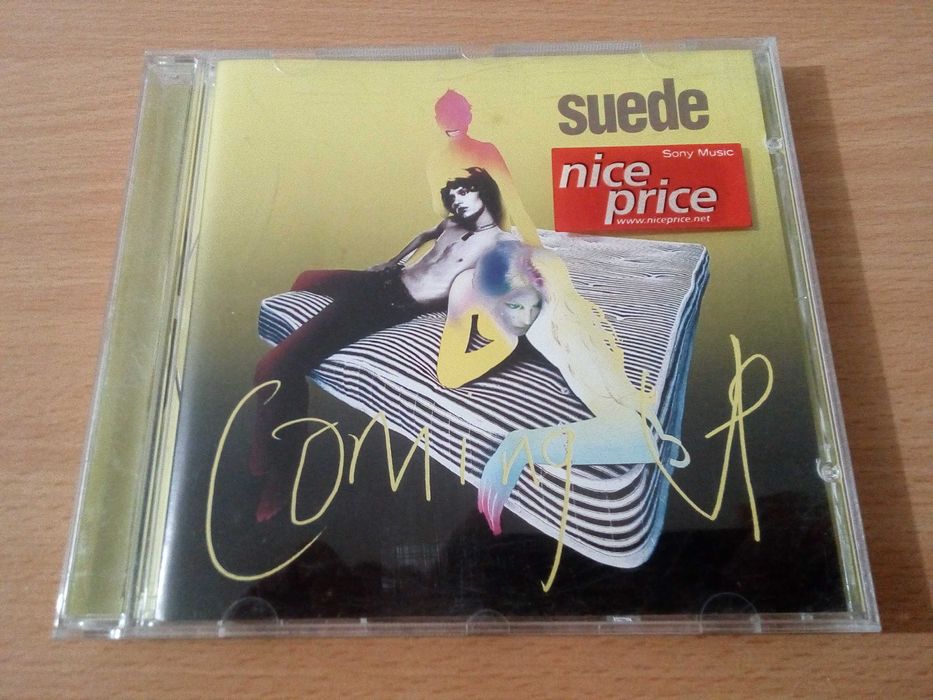 suede
Sony Music
nice
price
www.niceprice.net
Coming Up